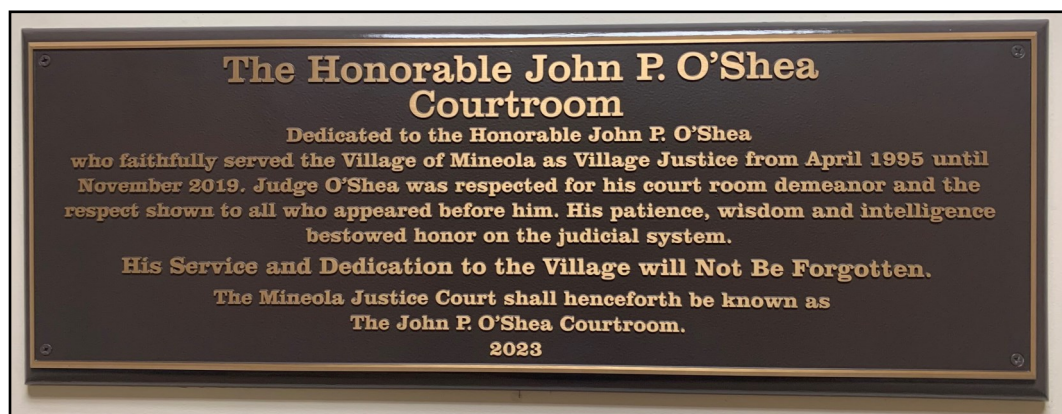 The Honorable John P. O'Shea
Courtroom
Dedicated to the Honorable John P. O'Shea
who faithfully served the Village of Mineola as Village Justice from April 1995 until
November 2019. Judge O'Shea was respected for his court room demeanor and the
respect shown to all who appeared before him. His patience, wisdom and intelligence
bestowed honor on the judicial system.
His Service and Dedication to the Village will Not Be Forgotten.
The Mineola Justice Court shall henceforth be known as
The John P. O'Shea Courtroom.
2023